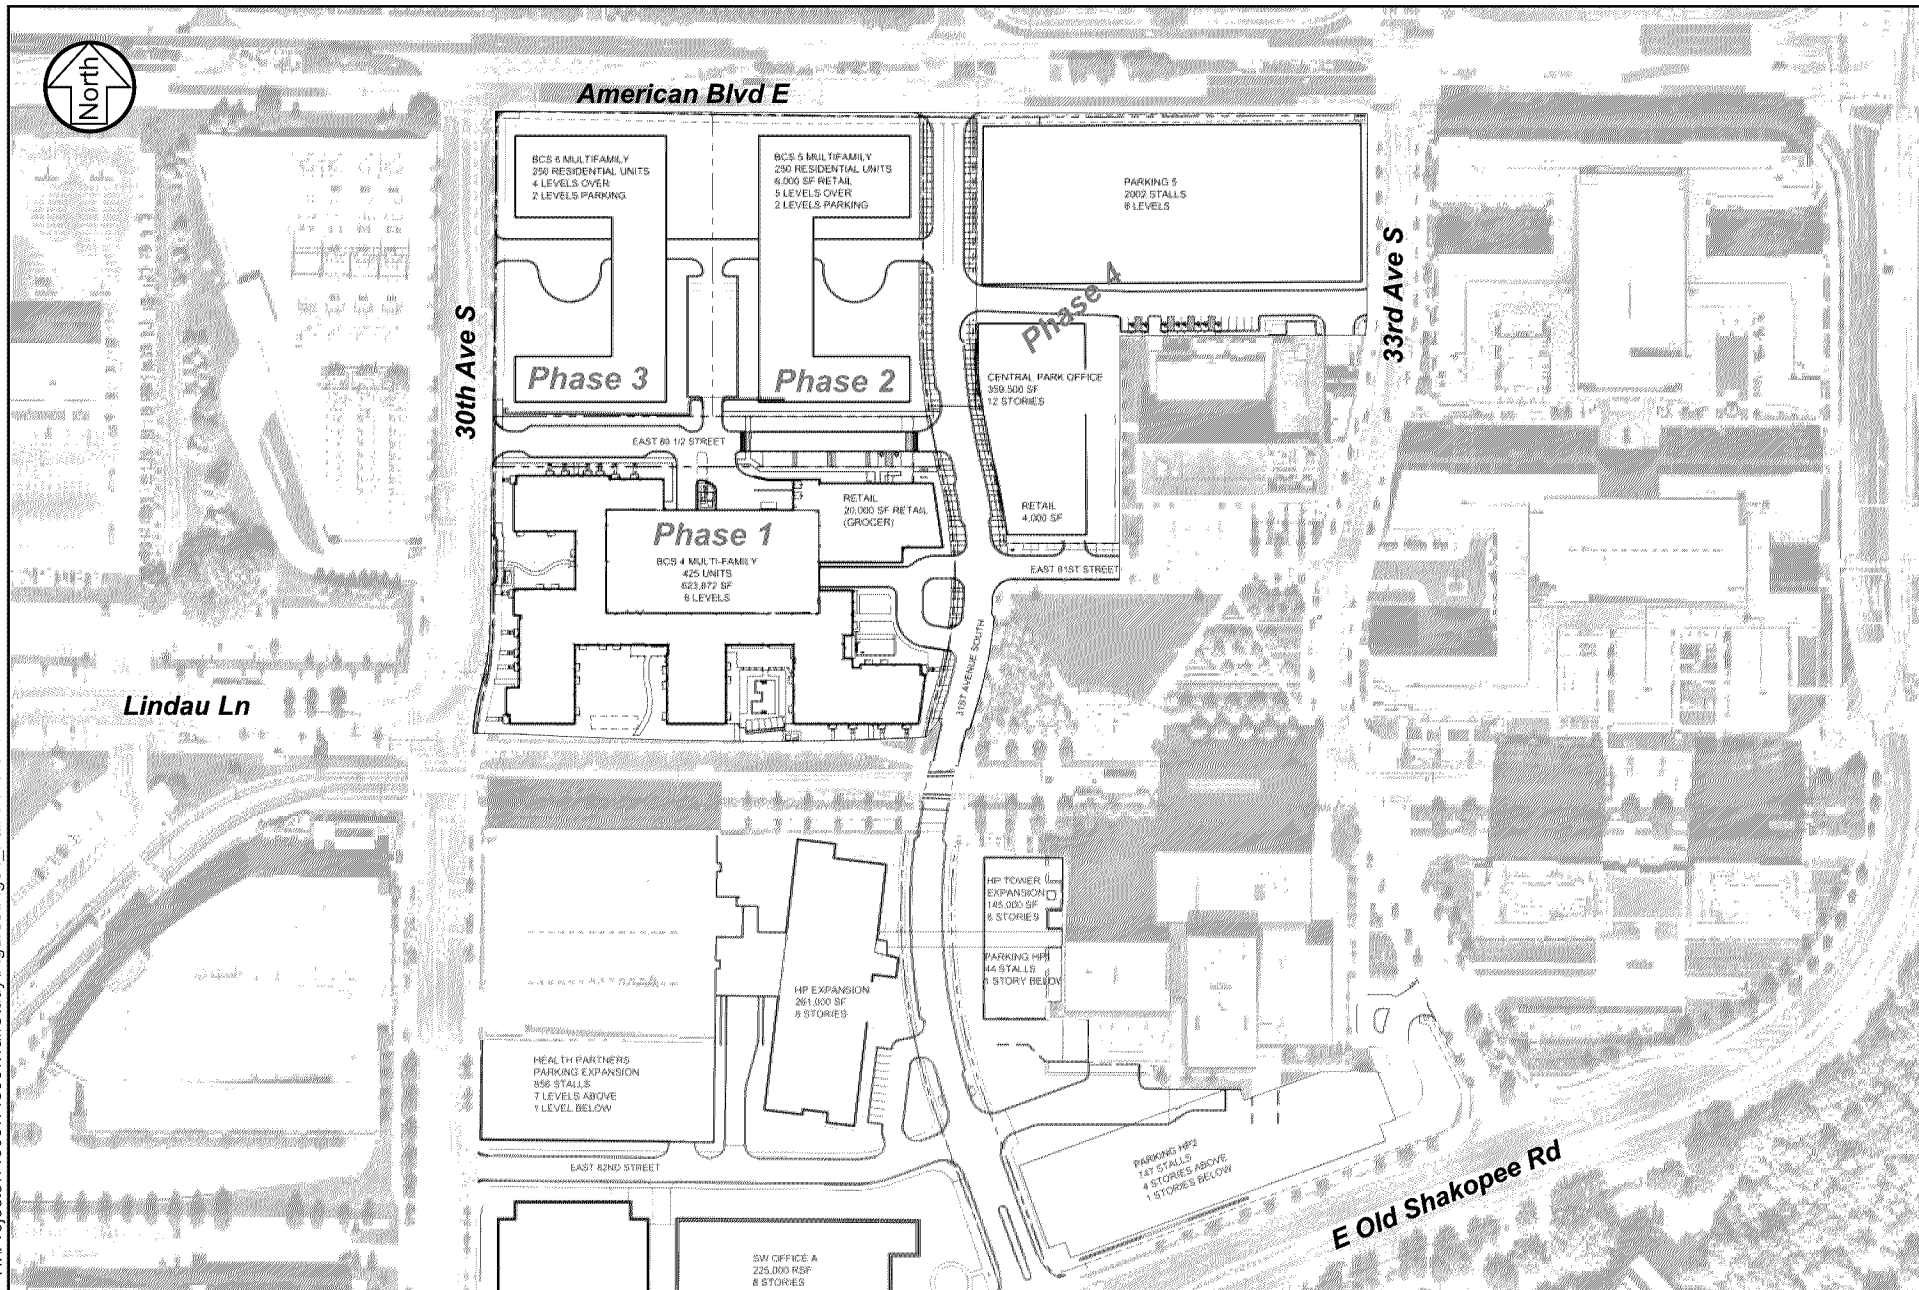 North
American Blvd E
BCS 6 MULTIFAMILY
250 RESIDENTIAL UNITS
4 LEVELS OVER
2 LEVELS PARKING
BCS 5 MULTIFAMILY
250 RESIDENTIAL UNITS
6,000 SF RETAIL
5 LEVELS OVER
2 LEVELS PARKING
PARKING 5
2002 STALLS
6 LEVELS
30th Ave S
33rd Ave S
Phase 3
Phase 2
Phase 4
CENTRAL PARK OFFICE
359,500 SF
12 STORIES
EAST 80 1/2 STREET
RETAIL
20,000 SF RETAIL
(GROCER)
RETAIL
4,000 SF
Phase 1
BCS 4 MULTI-FAMILY
425 UNITS
623,872 SF
6 LEVELS
EAST 81ST STREET
31ST AVENUE SOUTH
Lindau Ln
HP TOWER
EXPANSION
145,000 SF
6 STORIES
PARKING HP1
44 STALLS
1 STORY BELOW
HP EXPANSION
261,000 SF
8 STORIES
HEALTH PARTNERS
PARKING EXPANSION
856 STALLS
7 LEVELS ABOVE
1 LEVEL BELOW
EAST 82ND STREET
PARKING HP2
747 STALLS
4 STORIES ABOVE
1 STORIES BELOW
E Old Shakopee Rd
SW OFFICE A
225,000 RSF
8 STORIES